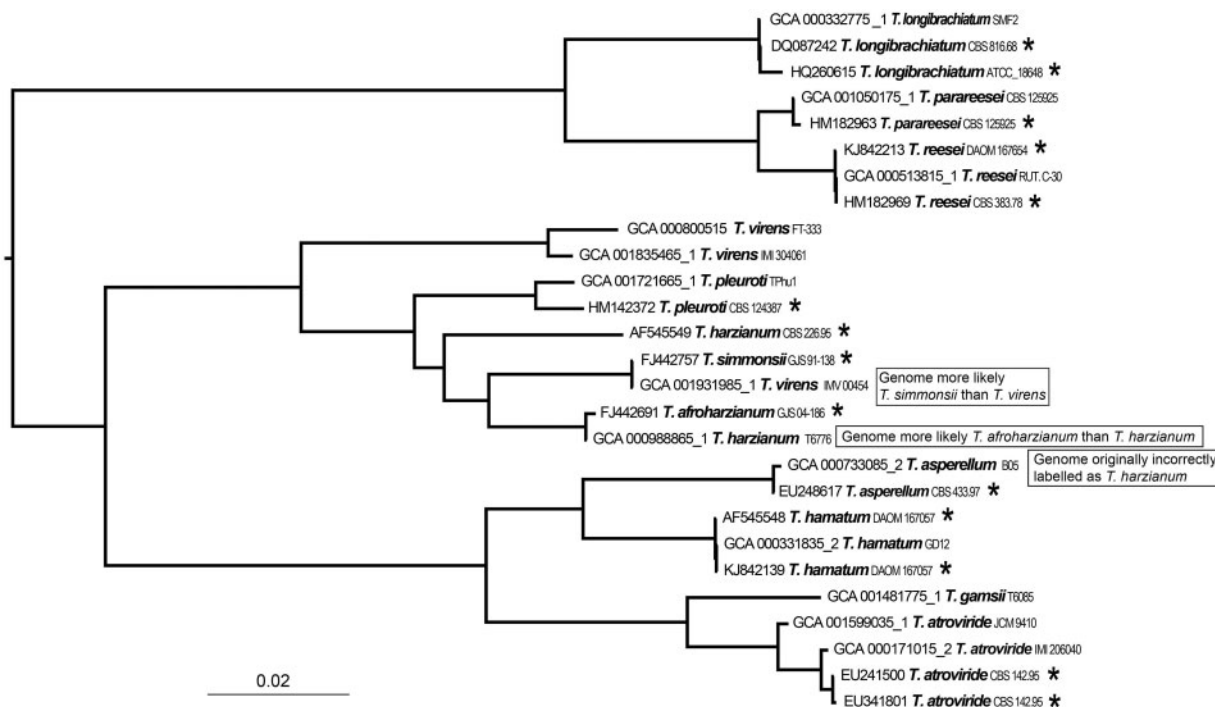 GCA 000332775_1 T. longibrachiatum SMF2
DQ087242 T. longibrachiatum CBS 816.68 *
HQ260615 T. longibrachiatum ATCC_18648 *
GCA 001050175_1 T. parareesei CBS 125925
HM182963 T. parareesei CBS 125925 *
KJ842213 T. reesei DAOM 167654 *
GCA 000513815_1 T. reesei RUT. C-30
HM182969 T. reesei CBS 383.78 *
GCA 000800515 T. virens FT-333
GCA 001835465_1 T. virens IMI 304061
GCA 001721665_1 T. pleuroti TPhu1
HM142372 T. pleuroti CBS 124387 *
AF545549 T. harzianum CBS 226.95 *
FJ442757 T. simmonsii GJS 91-138 *
GCA 001931985_1 T. virens IMV 00454
Genome more likely
T. simmonsii than T. virens
FJ442691 T. afroharzianum GJS 04-186 *
GCA 000988865_1 T. harzianum T6776
Genome more likely T. afroharzianum than T. harzianum
GCA 000733085_2 T. asperellum B05
Genome originally incorrectly
labelled as T. harzianum
EU248617 T. asperellum CBS 433.97 *
AF545548 T. hamatum DAOM 167057 *
GCA 000331835_2 T. hamatum GD12
KJ842139 T. hamatum DAOM 167057 *
GCA 001481775_1 T. gamsii T6085
GCA 001599035_1 T. atroviride JCM 9410
GCA 000171015_2 T. atroviride IMI 206040
EU241500 T. atroviride CBS 142.95 *
EU341801 T. atroviride CBS 142.95 *
0.02